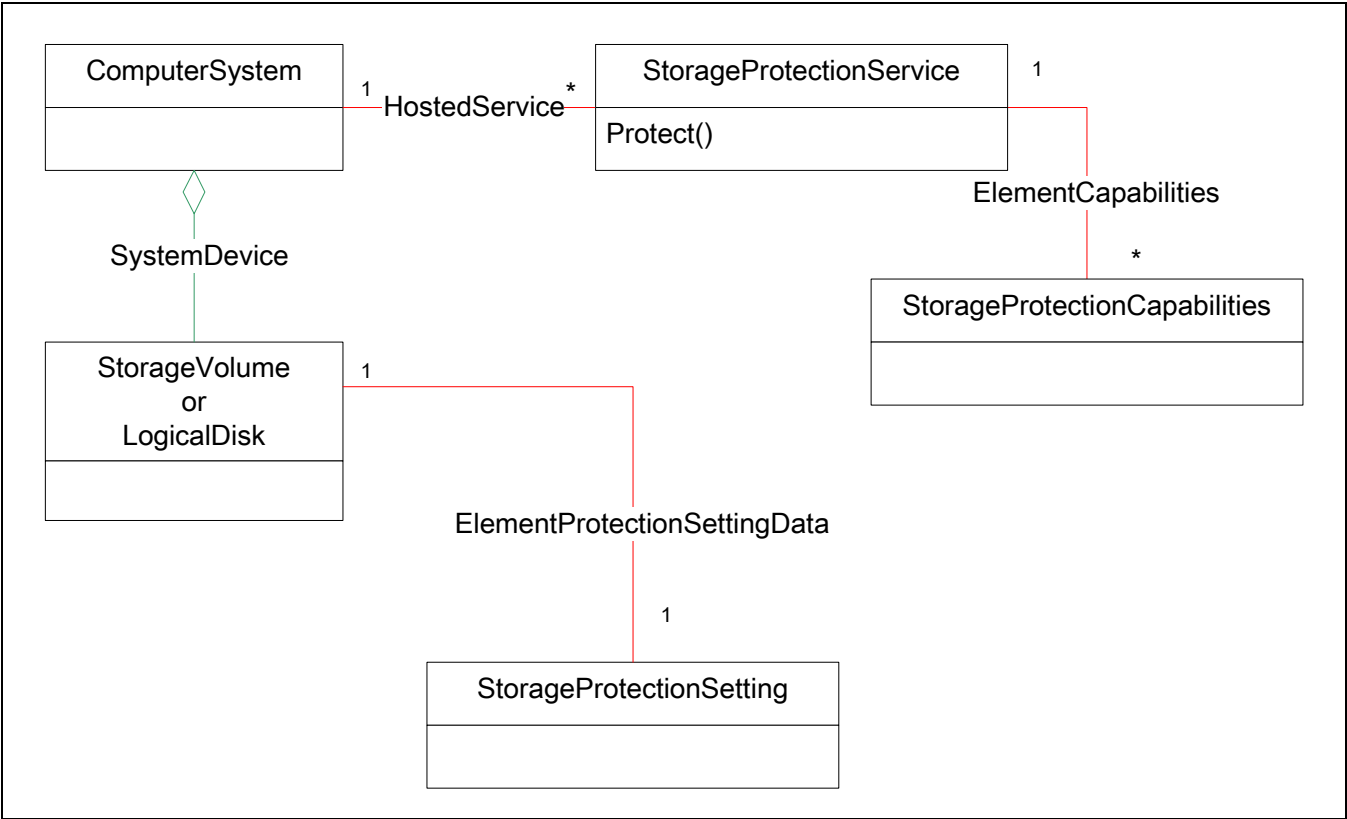 ComputerSystem
1
HostedService
*
StorageProtectionService
Protect()
1
ElementCapabilities
*
StorageProtectionCapabilities
SystemDevice
StorageVolume
or
LogicalDisk
1
ElementProtectionSettingData
1
StorageProtectionSetting